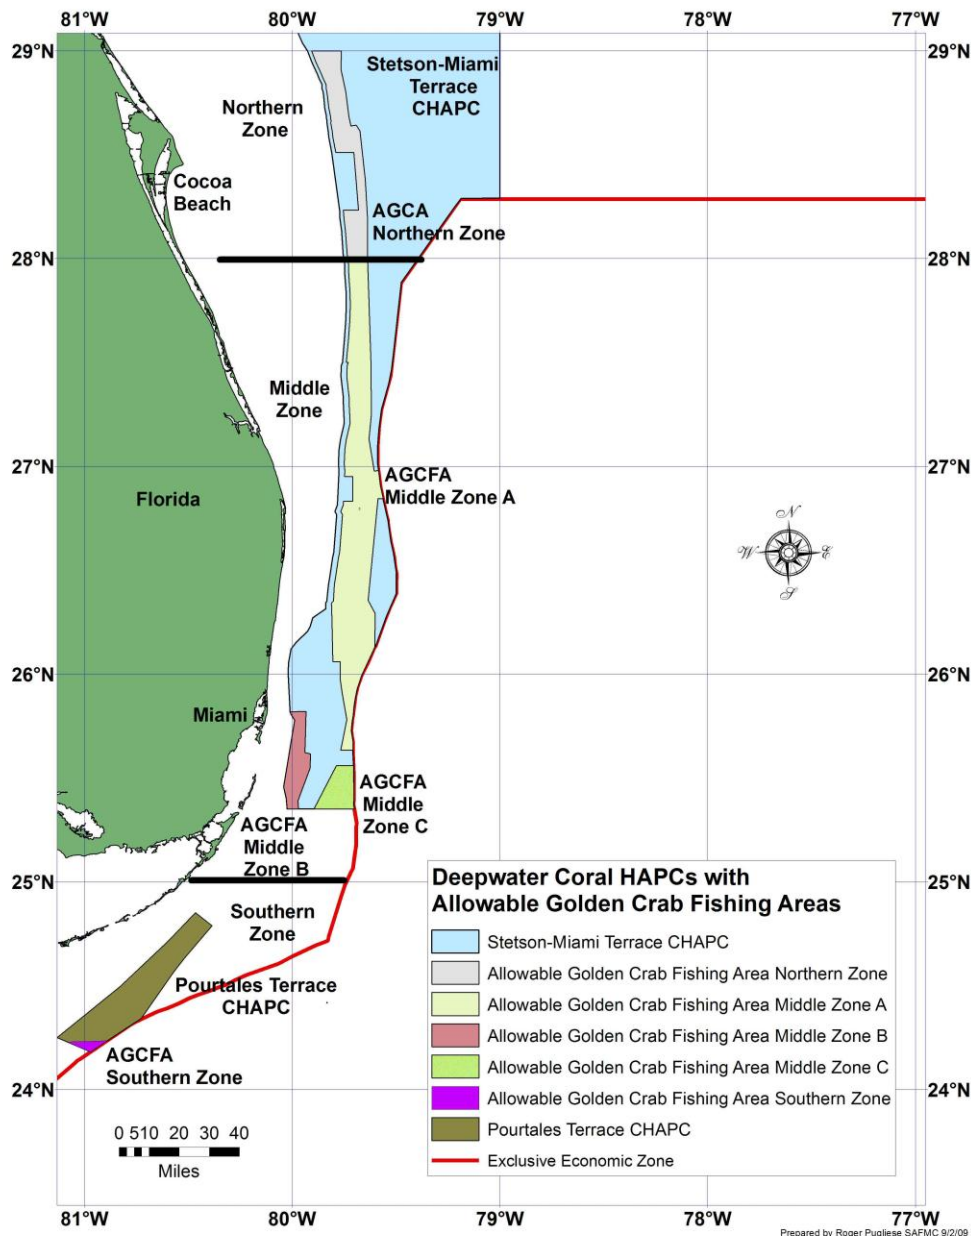 81°W 80°W 79°W 78°W 77°W
29°N 29°N
Stetson-Miami
Terrace
CHAPC
Northern
Zone
Cocoa
Beach
AGCA
Northern Zone
28°N 28°N
Middle
Zone
27°N 27°N
AGCFA
Middle Zone A
Florida
N
W E
S
26°N 26°N
Miami
AGCFA
Middle
Zone C
AGCFA
Middle
Zone B
25°N 25°N
Southern
Zone
Pourtales Terrace
CHAPC
AGCFA
Southern Zone
24°N 24°N
Deepwater Coral HAPCs with
Allowable Golden Crab Fishing Areas
Stetson-Miami Terrace CHAPC
Allowable Golden Crab Fishing Area Northern Zone
Allowable Golden Crab Fishing Area Middle Zone A
Allowable Golden Crab Fishing Area Middle Zone B
Allowable Golden Crab Fishing Area Middle Zone C
Allowable Golden Crab Fishing Area Southern Zone
Pourtales Terrace CHAPC
Exclusive Economic Zone
0 510 20 30 40
Miles
81°W 80°W 79°W 78°W 77°W
Prepared by Roger Pugliese SAFMC 9/2/09